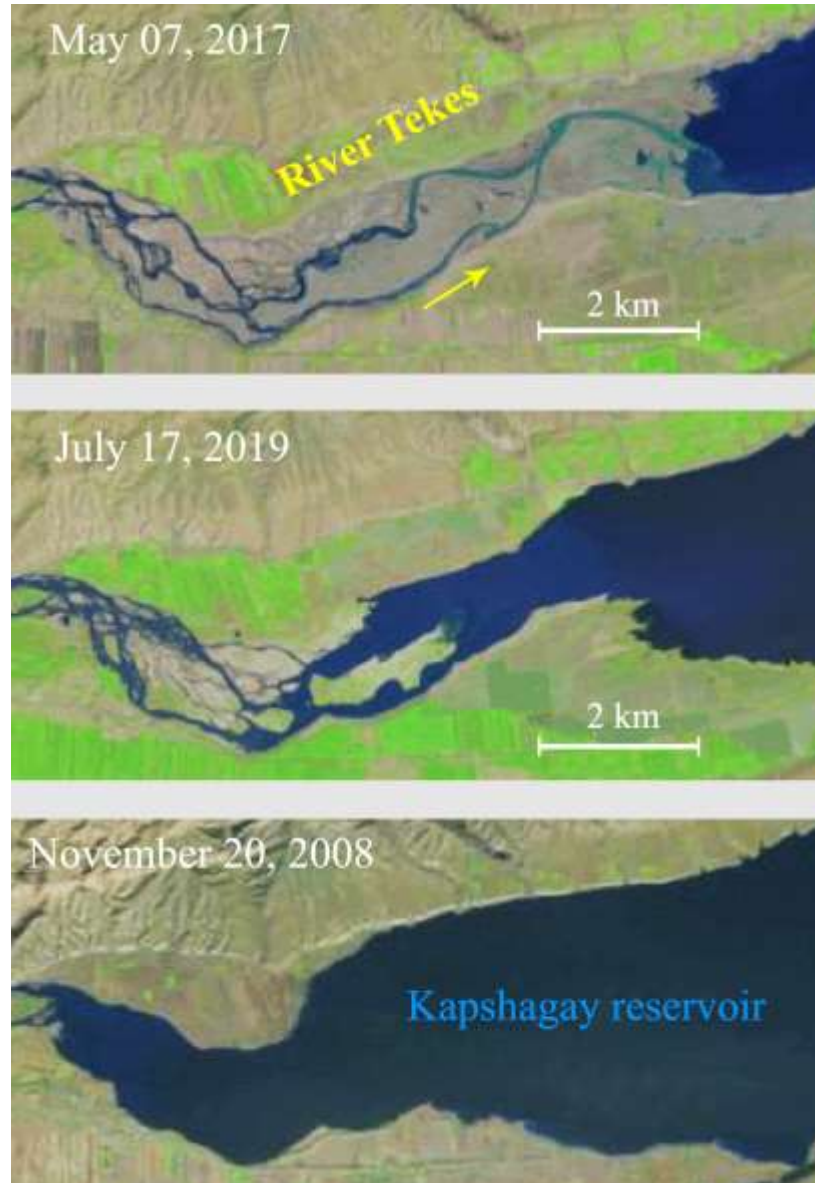 May 07, 2017
River Tekes
2 km
July 17, 2019
2 km
November 20, 2008
Kapshagay reservoir